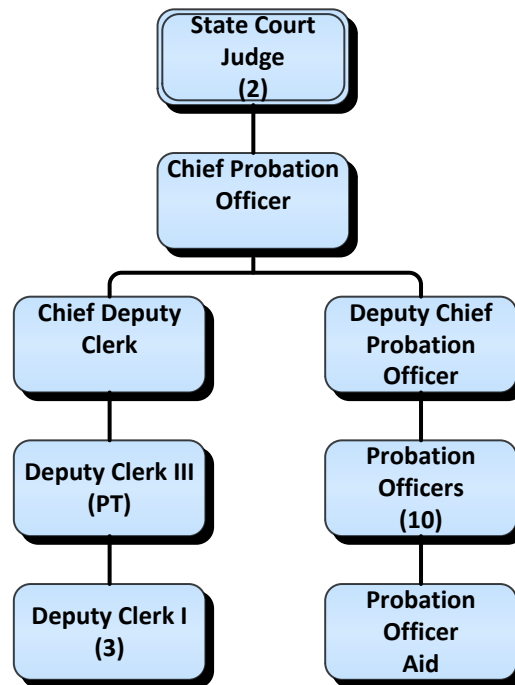 State Court
Judge
(2)
Chief Probation
Officer
Chief Deputy
Clerk
Deputy Chief
Probation
Officer
Deputy Clerk III
(PT)
Probation
Officers
(10)
Deputy Clerk I
(3)
Probation
Officer
Aid